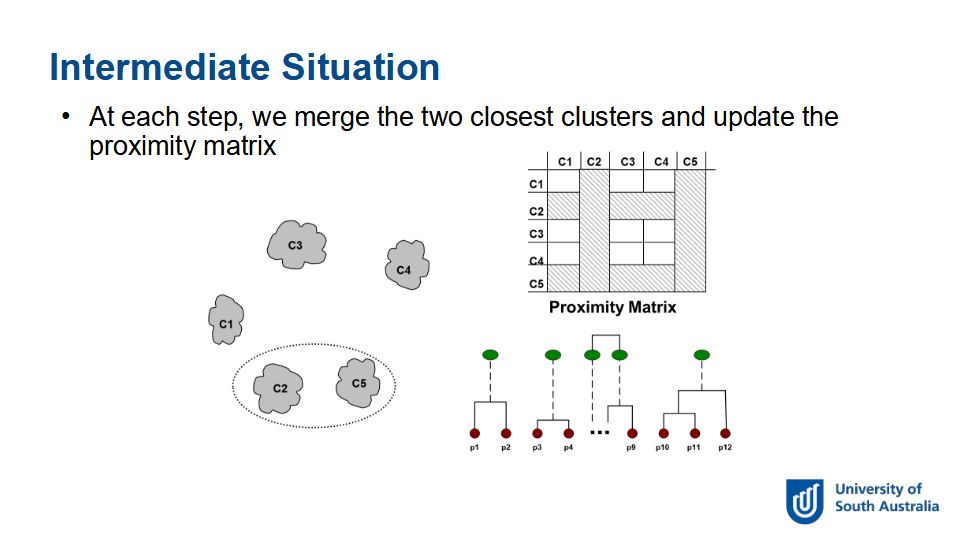 Intermediate Situation
• At each step, we merge the two closest clusters and update the
proximity matrix
C1 C2 C3 C4 C5
C1
C2
C3
C4
C5
Proximity Matrix
C3
C4
C1
C2
C5
p1 p2 p3 p4 ... p9 p10 p11 p12
University of
South Australia